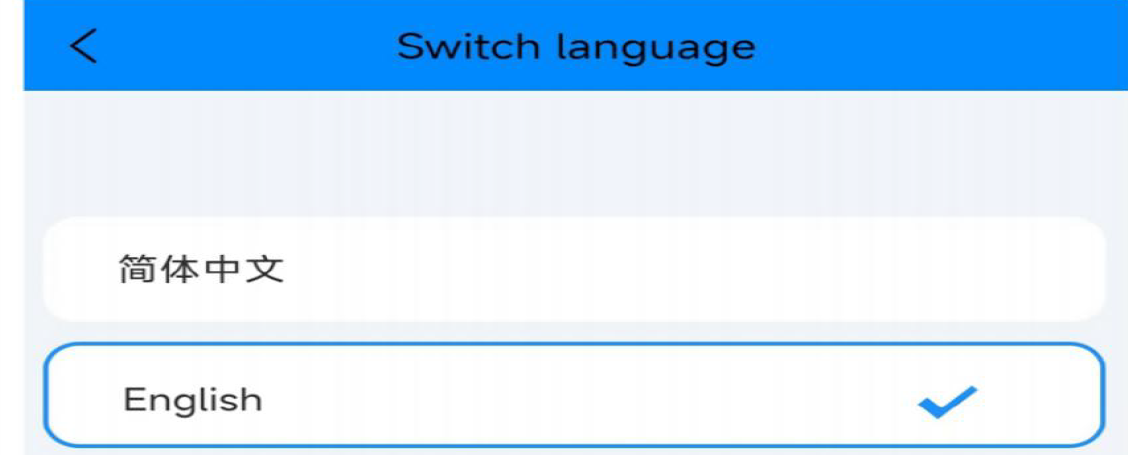 Switch language
简体中文
English